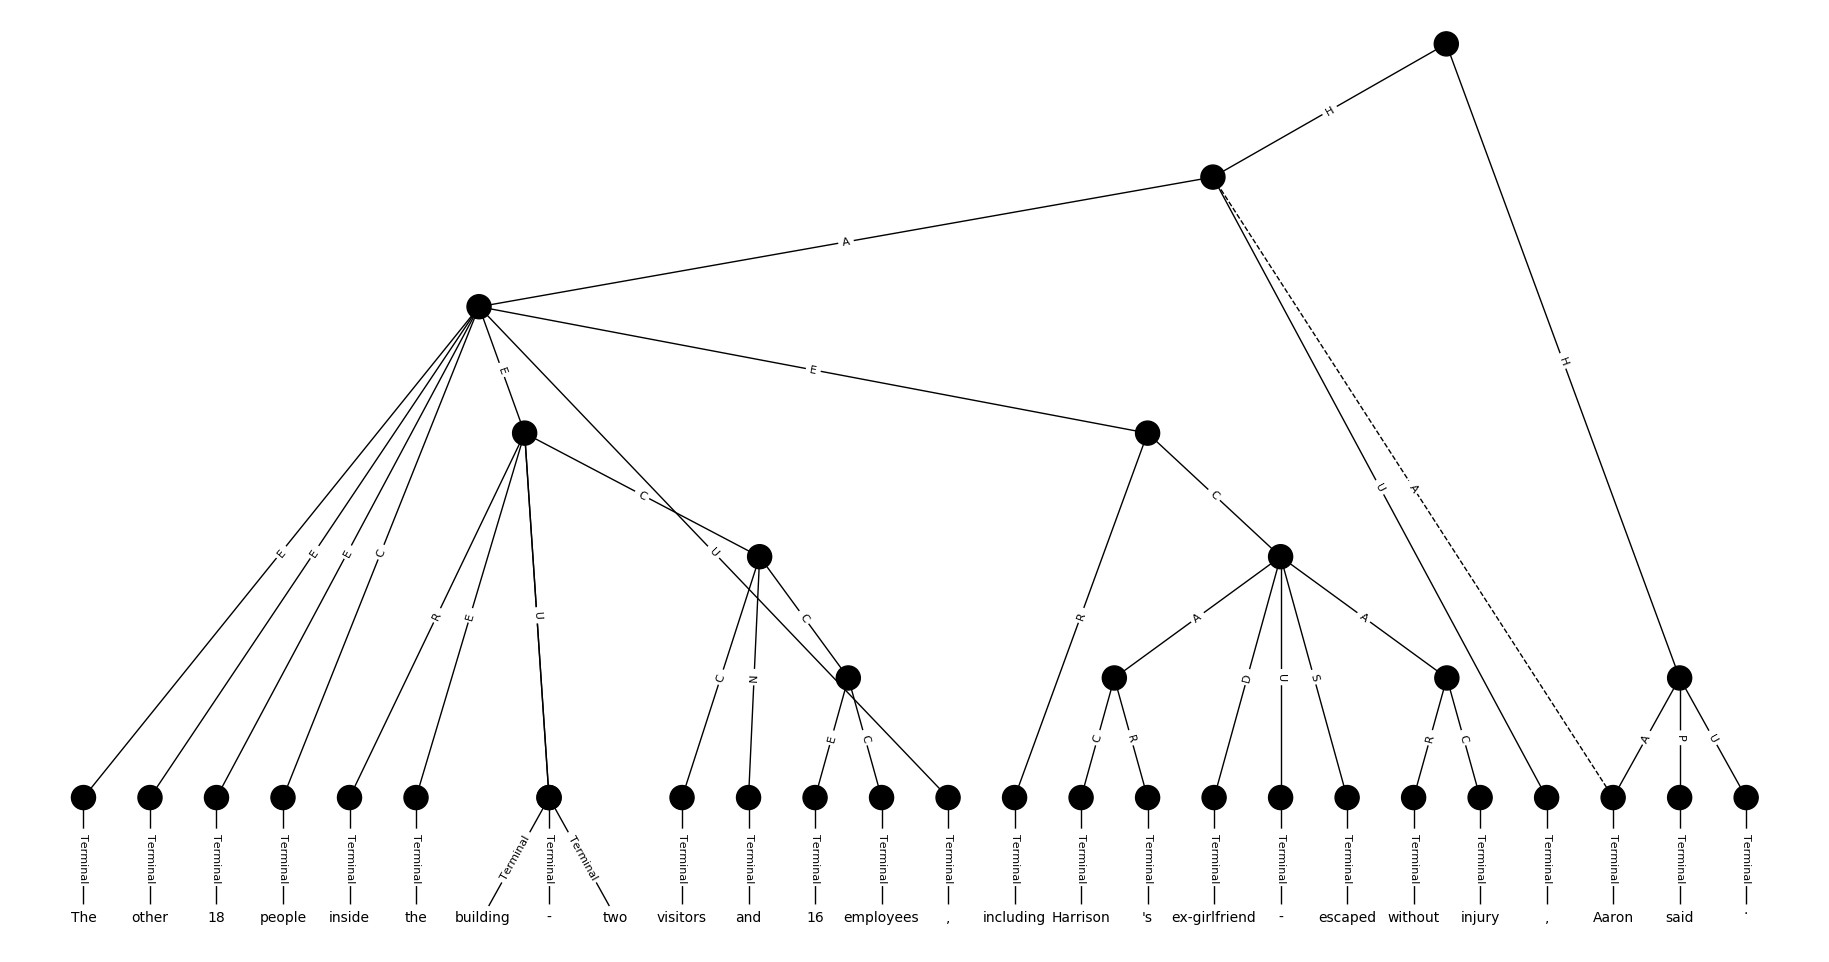 H
A
H
E
E
C
U
U
A
E
E
E
C
R
E
U
C
N
C
R
C
A
D
U
S
A
E
C
C
R
R
C
A
P
U
Terminal Terminal Terminal Terminal Terminal Terminal Terminal Terminal Terminal Terminal Terminal Terminal Terminal Terminal Terminal Terminal Terminal Terminal Terminal Terminal Terminal Terminal Terminal Terminal Terminal Terminal
The other 18 people inside the building - two visitors and 16 employees , including Harrison 's ex-girlfriend - escaped without injury , Aaron said .